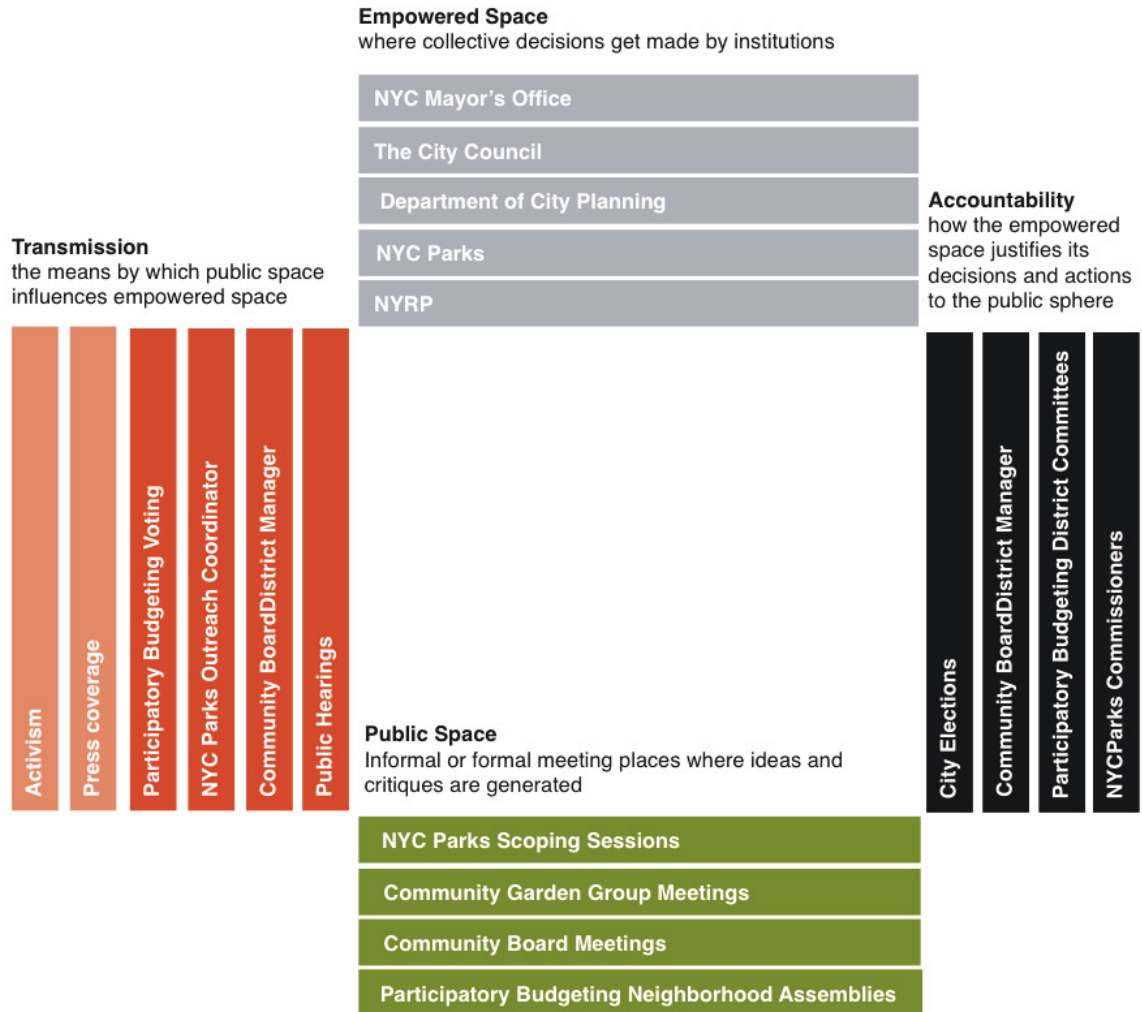 Empowered Space
where collective decisions get made by institutions
NYC Mayor’s Office
The City Council
Department of City Planning
NYC Parks
NYRP
Transmission
the means by which public space
influences empowered space
Activism
Press coverage
Participatory Budgeting Voting
NYC Parks Outreach Coordinator
Community BoardDistrict Manager
Public Hearings
Accountability
how the empowered
space justifies its
decisions and actions
to the public sphere
City Elections
Community BoardDistrict Manager
Participatory Budgeting District Committees
NYCParks Commissioners
Public Space
Informal or formal meeting places where ideas and
critiques are generated
NYC Parks Scoping Sessions
Community Garden Group Meetings
Community Board Meetings
Participatory Budgeting Neighborhood Assemblies